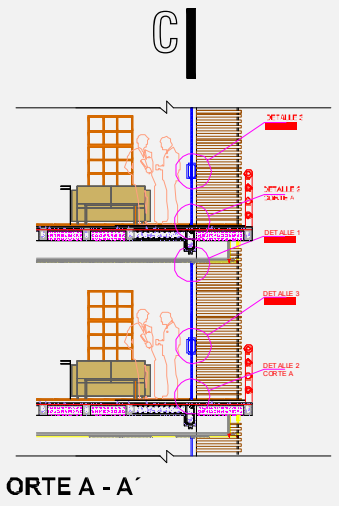 C
DETALLE 3
DETALLE 2
CORTE A
DETALLE 1
DETALLE 3
DETALLE 2
CORTE A
ORTE A - A´